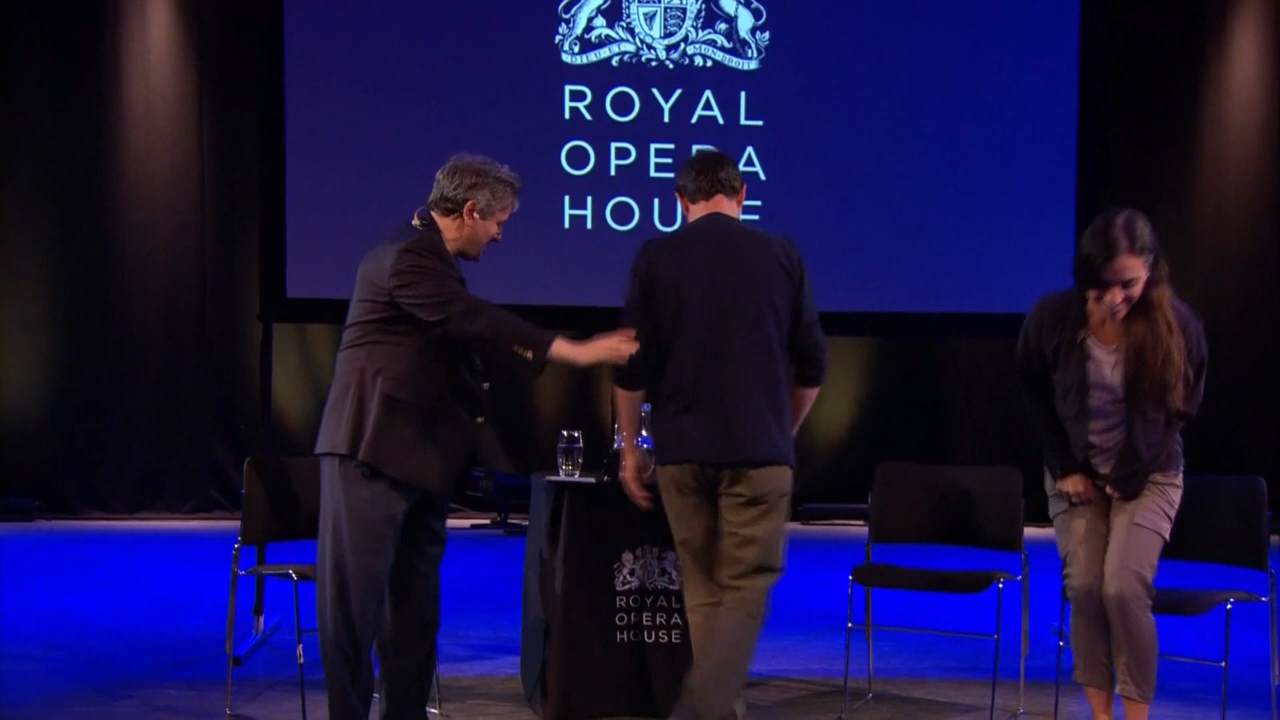 DIEU·ET MON·DROIT
ROYAL
OPERA
HOUSE
ROYAL
OPERA
HOUSE